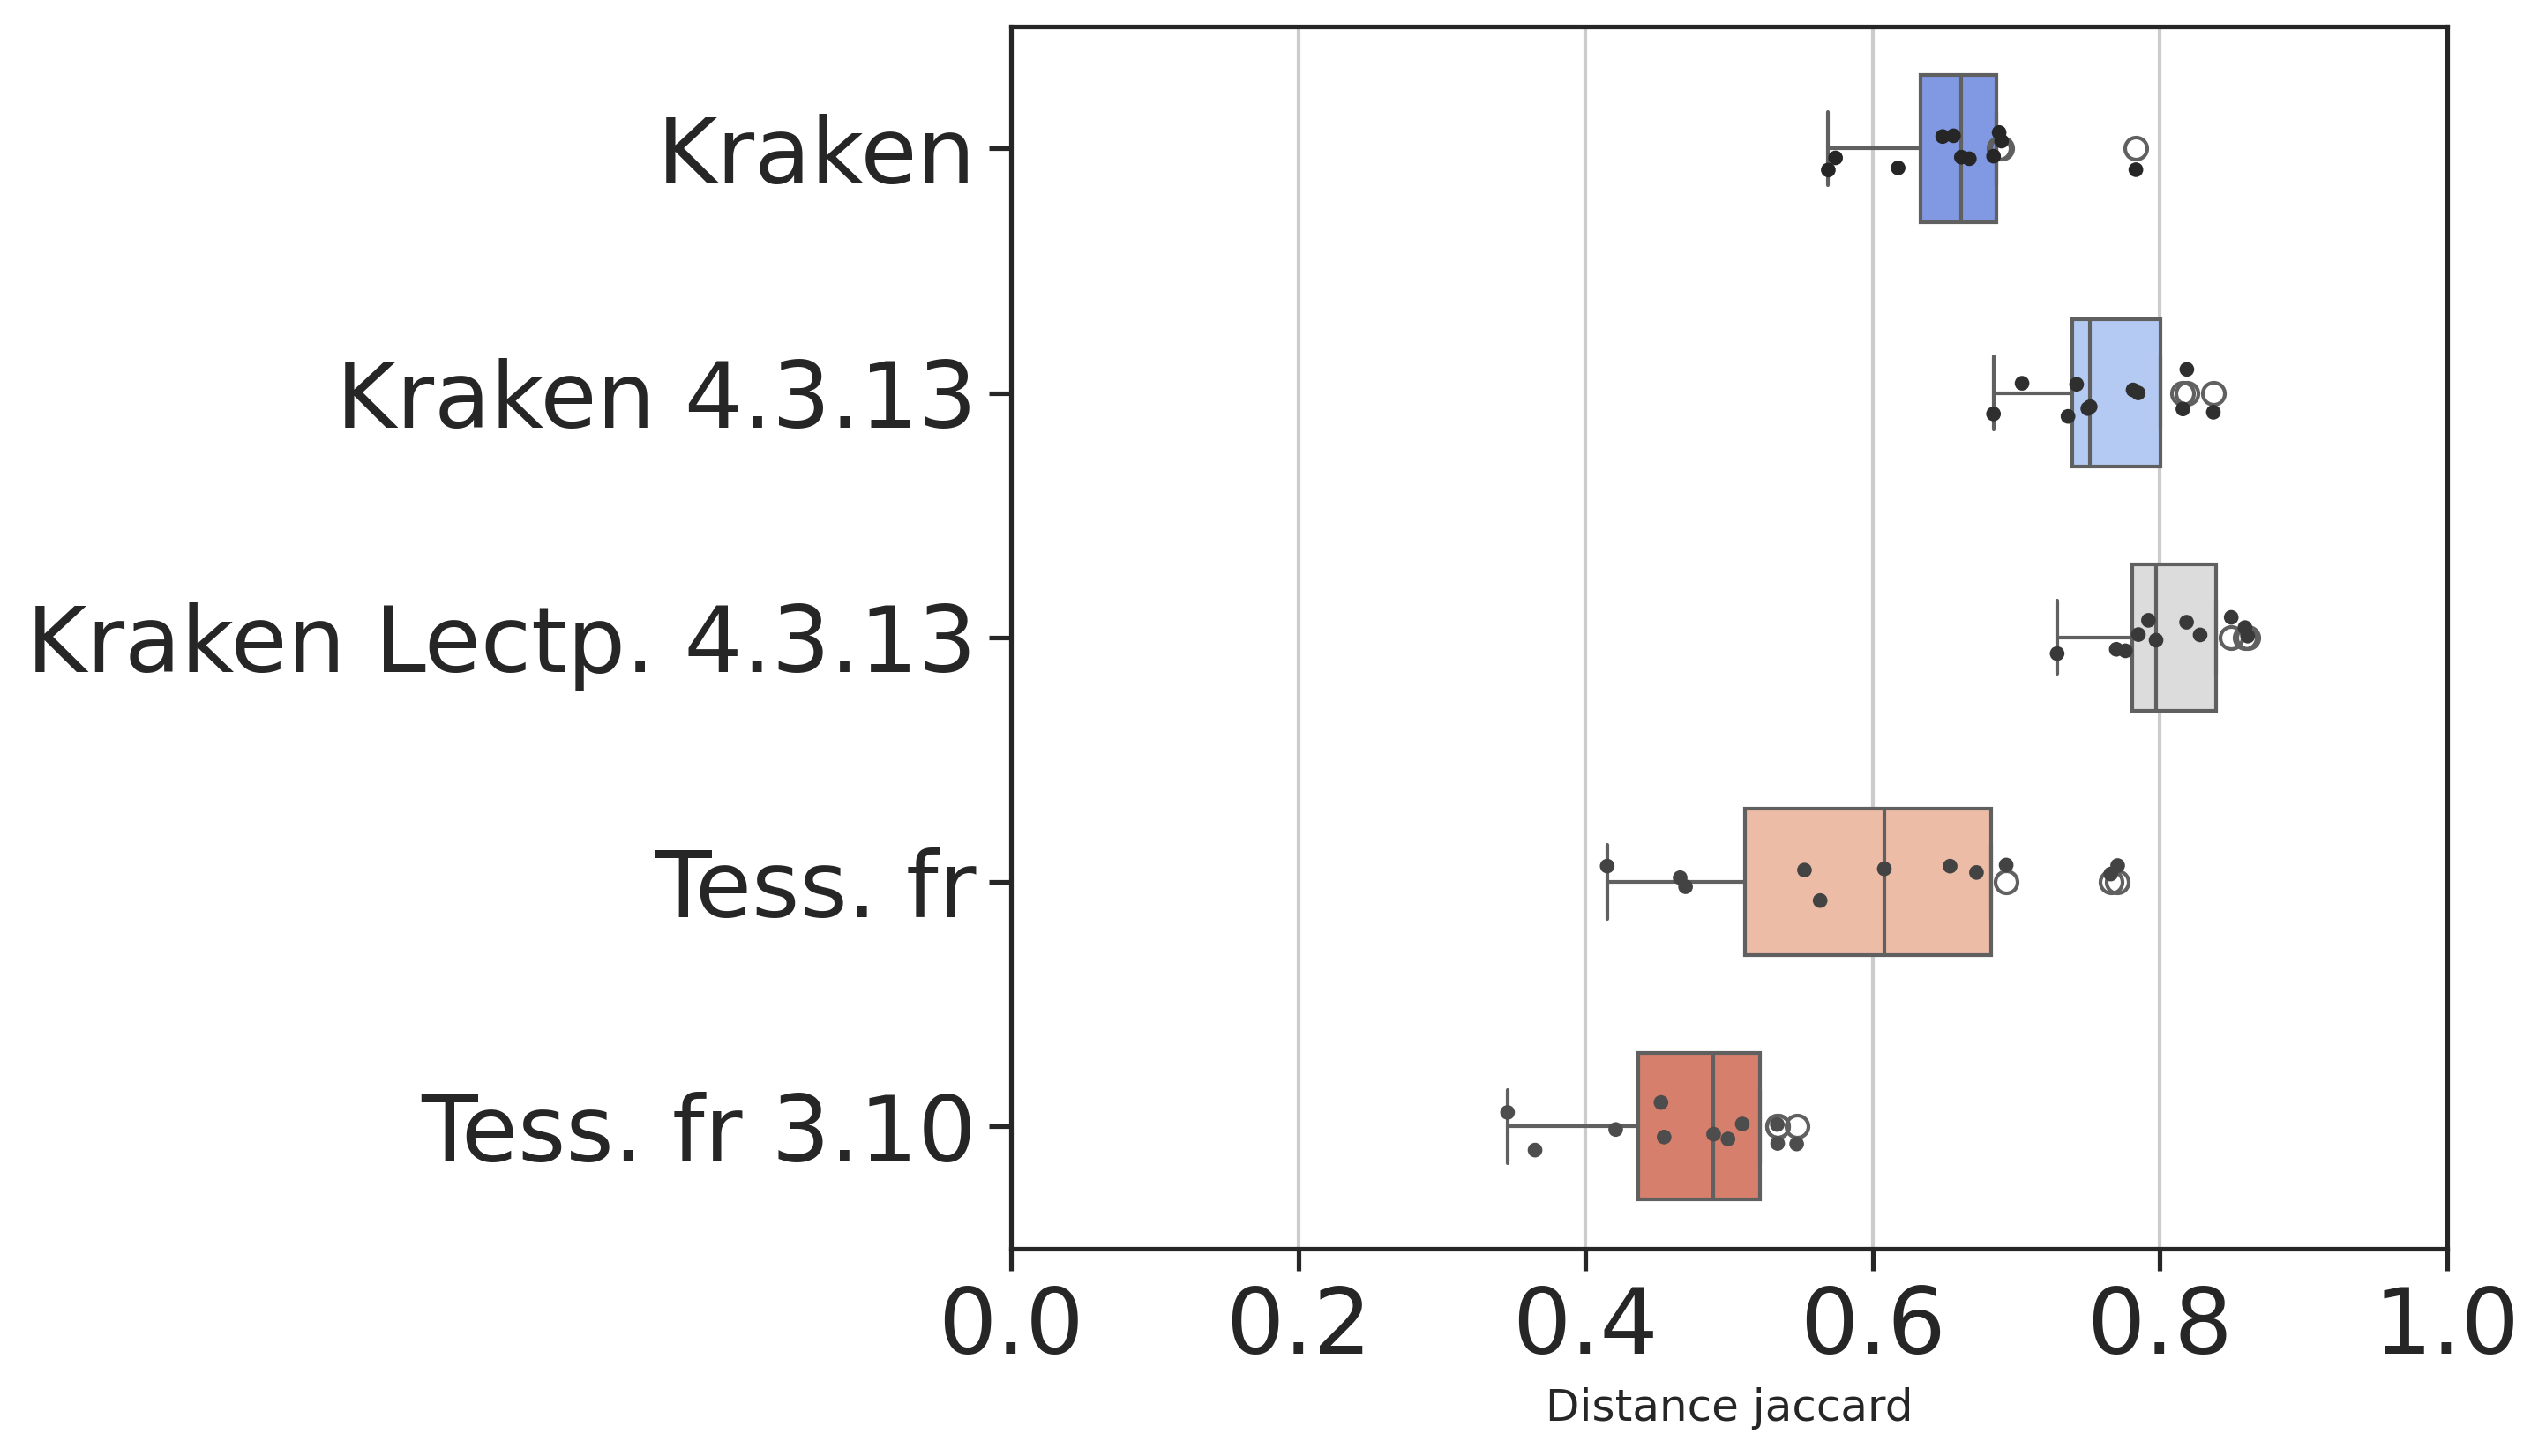 Kraken
Kraken 4.3.13
Kraken Lectp. 4.3.13
Tess. fr
Tess. fr 3.10
0.0 0.2 0.4 0.6 0.8 1.0
Distance jaccard